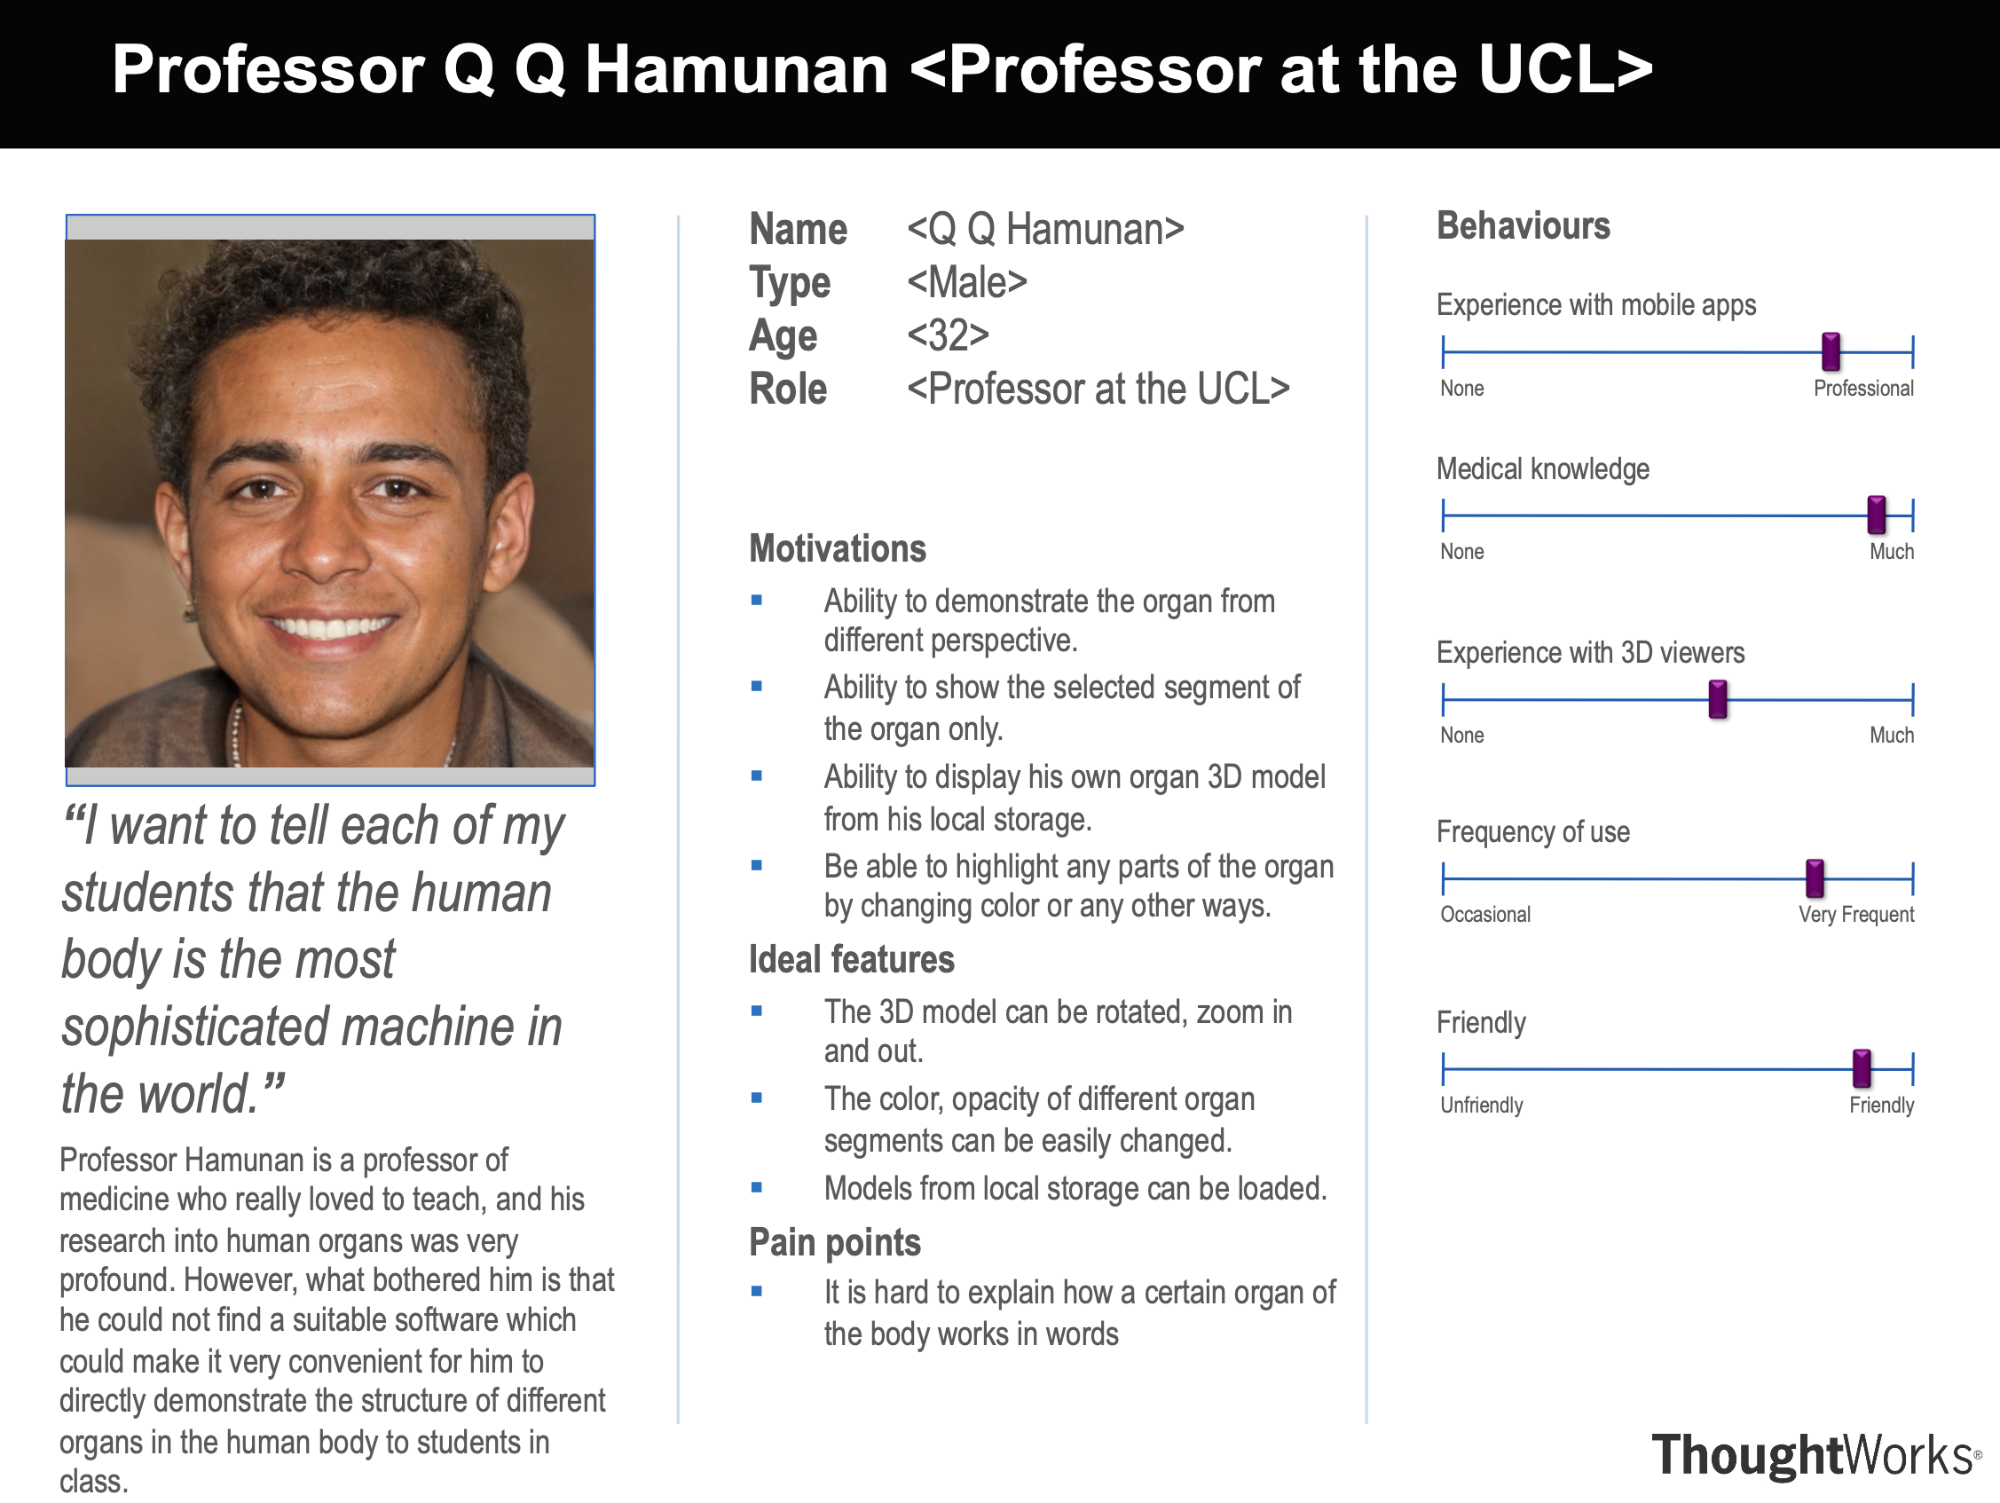 Professor Q Q Hamunan <Professor at the UCL>
“I want to tell each of my
students that the human
body is the most
sophisticated machine in
the world.”
Professor Hamunan is a professor of
medicine who really loved to teach, and his
research into human organs was very
profound. However, what bothered him is that
he could not find a suitable software which
could make it very convenient for him to
directly demonstrate the structure of different
organs in the human body to students in
class.
Name <Q Q Hamunan>
Type <Male>
Age <32>
Role <Professor at the UCL>
Motivations
▪ Ability to demonstrate the organ from
different perspective.
▪ Ability to show the selected segment of
the organ only.
▪ Ability to display his own organ 3D model
from his local storage.
▪ Be able to highlight any parts of the organ
by changing color or any other ways.
Ideal features
▪ The 3D model can be rotated, zoom in
and out.
▪ The color, opacity of different organ
segments can be easily changed.
▪ Models from local storage can be loaded.
Pain points
▪ It is hard to explain how a certain organ of
the body works in words
Behaviours
Experience with mobile apps
None Professional
Medical knowledge
None Much
Experience with 3D viewers
None Much
Frequency of use
Occasional Very Frequent
Friendly
Unfriendly Friendly
ThoughtWorks®